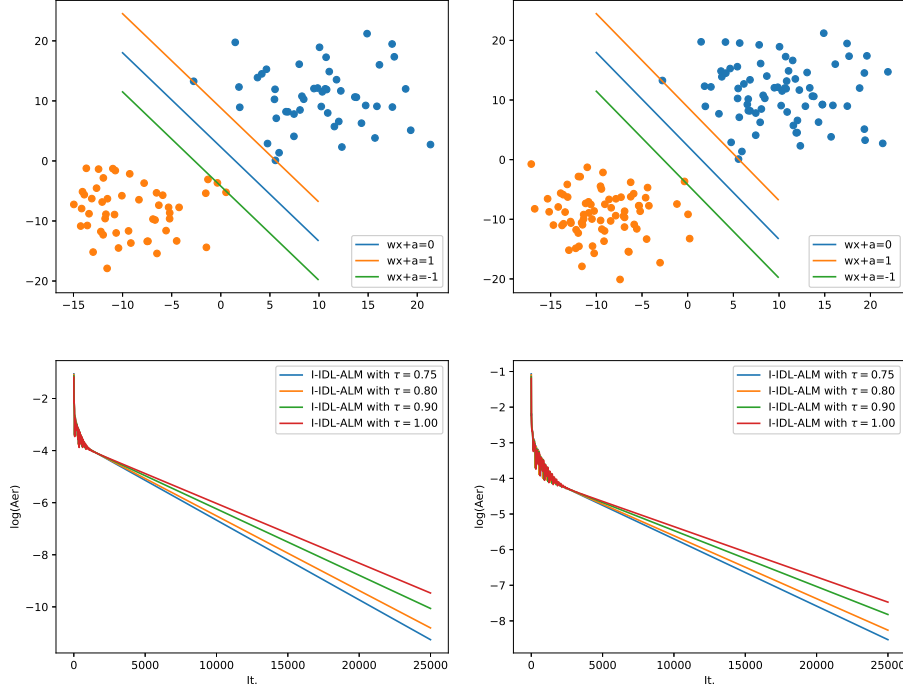 20
10
0
−10
−20
−15
−10
−5
0
5
10
15
20
wx+a=0
wx+a=1
wx+a=-1
20
10
0
−10
−20
−15
−10
−5
0
5
10
15
20
wx+a=0
wx+a=1
wx+a=-1
−2
−4
−6
−8
−10
log(Aer)
0
5000
10000
15000
20000
25000
It.
I-IDL-ALM with τ = 0.75
I-IDL-ALM with τ = 0.80
I-IDL-ALM with τ = 0.90
I-IDL-ALM with τ = 1.00
−1
−2
−3
−4
−5
−6
−7
−8
log(Aer)
0
5000
10000
15000
20000
25000
It.
I-IDL-ALM with τ = 0.75
I-IDL-ALM with τ = 0.80
I-IDL-ALM with τ = 0.90
I-IDL-ALM with τ = 1.00